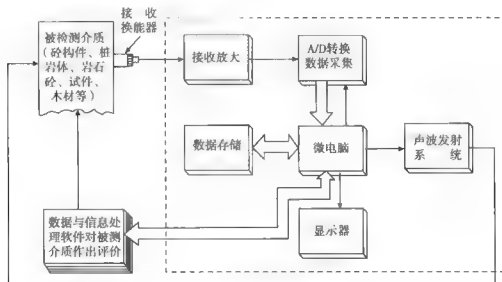 被检测介质
（砼构件、桩
岩体、岩石
砼、试件、
木材等）
接 收
换能器
接收放大
A/D转换
数据采集
数据存储
微电脑
声波发射
系 统
显示器
数据与信息处
理软件对被测
介质作出评价